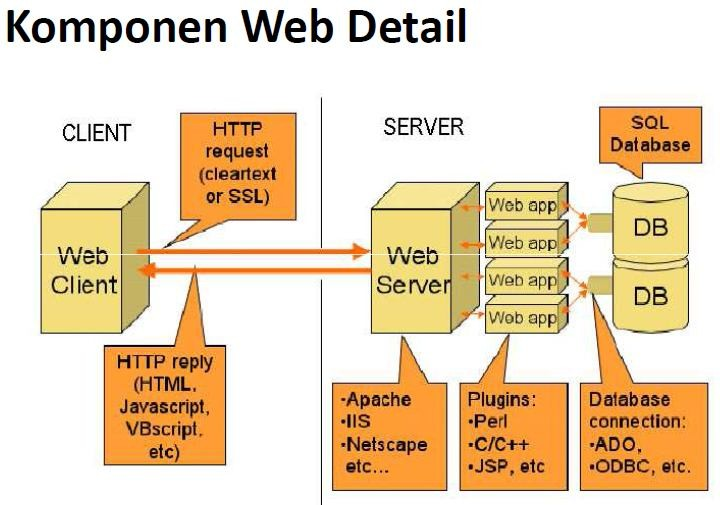 Komponen Web Detail
CLIENT
HTTP
request
(cleartext
or SSL)
SERVER
SQL
Database
Web
Client
Web
Server
Web app
Web app
Web app
Web app
DB
DB
HTTP reply
(HTML,
Javascript,
VBscript,
etc)
•Apache
•IIS
•Netscape
etc...
Plugins:
•Perl
•C/C++
•JSP, etc
Database
connection:
•ADO,
•ODBC, etc.